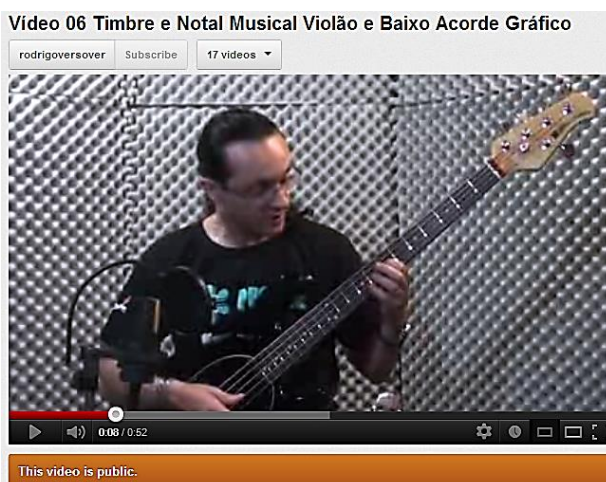 Vídeo 06 Timbre e Notal Musical Violão e Baixo Acorde Gráfico
rodrigoversover Subscribe 17 videos
0:08 / 0:52
This video is public.